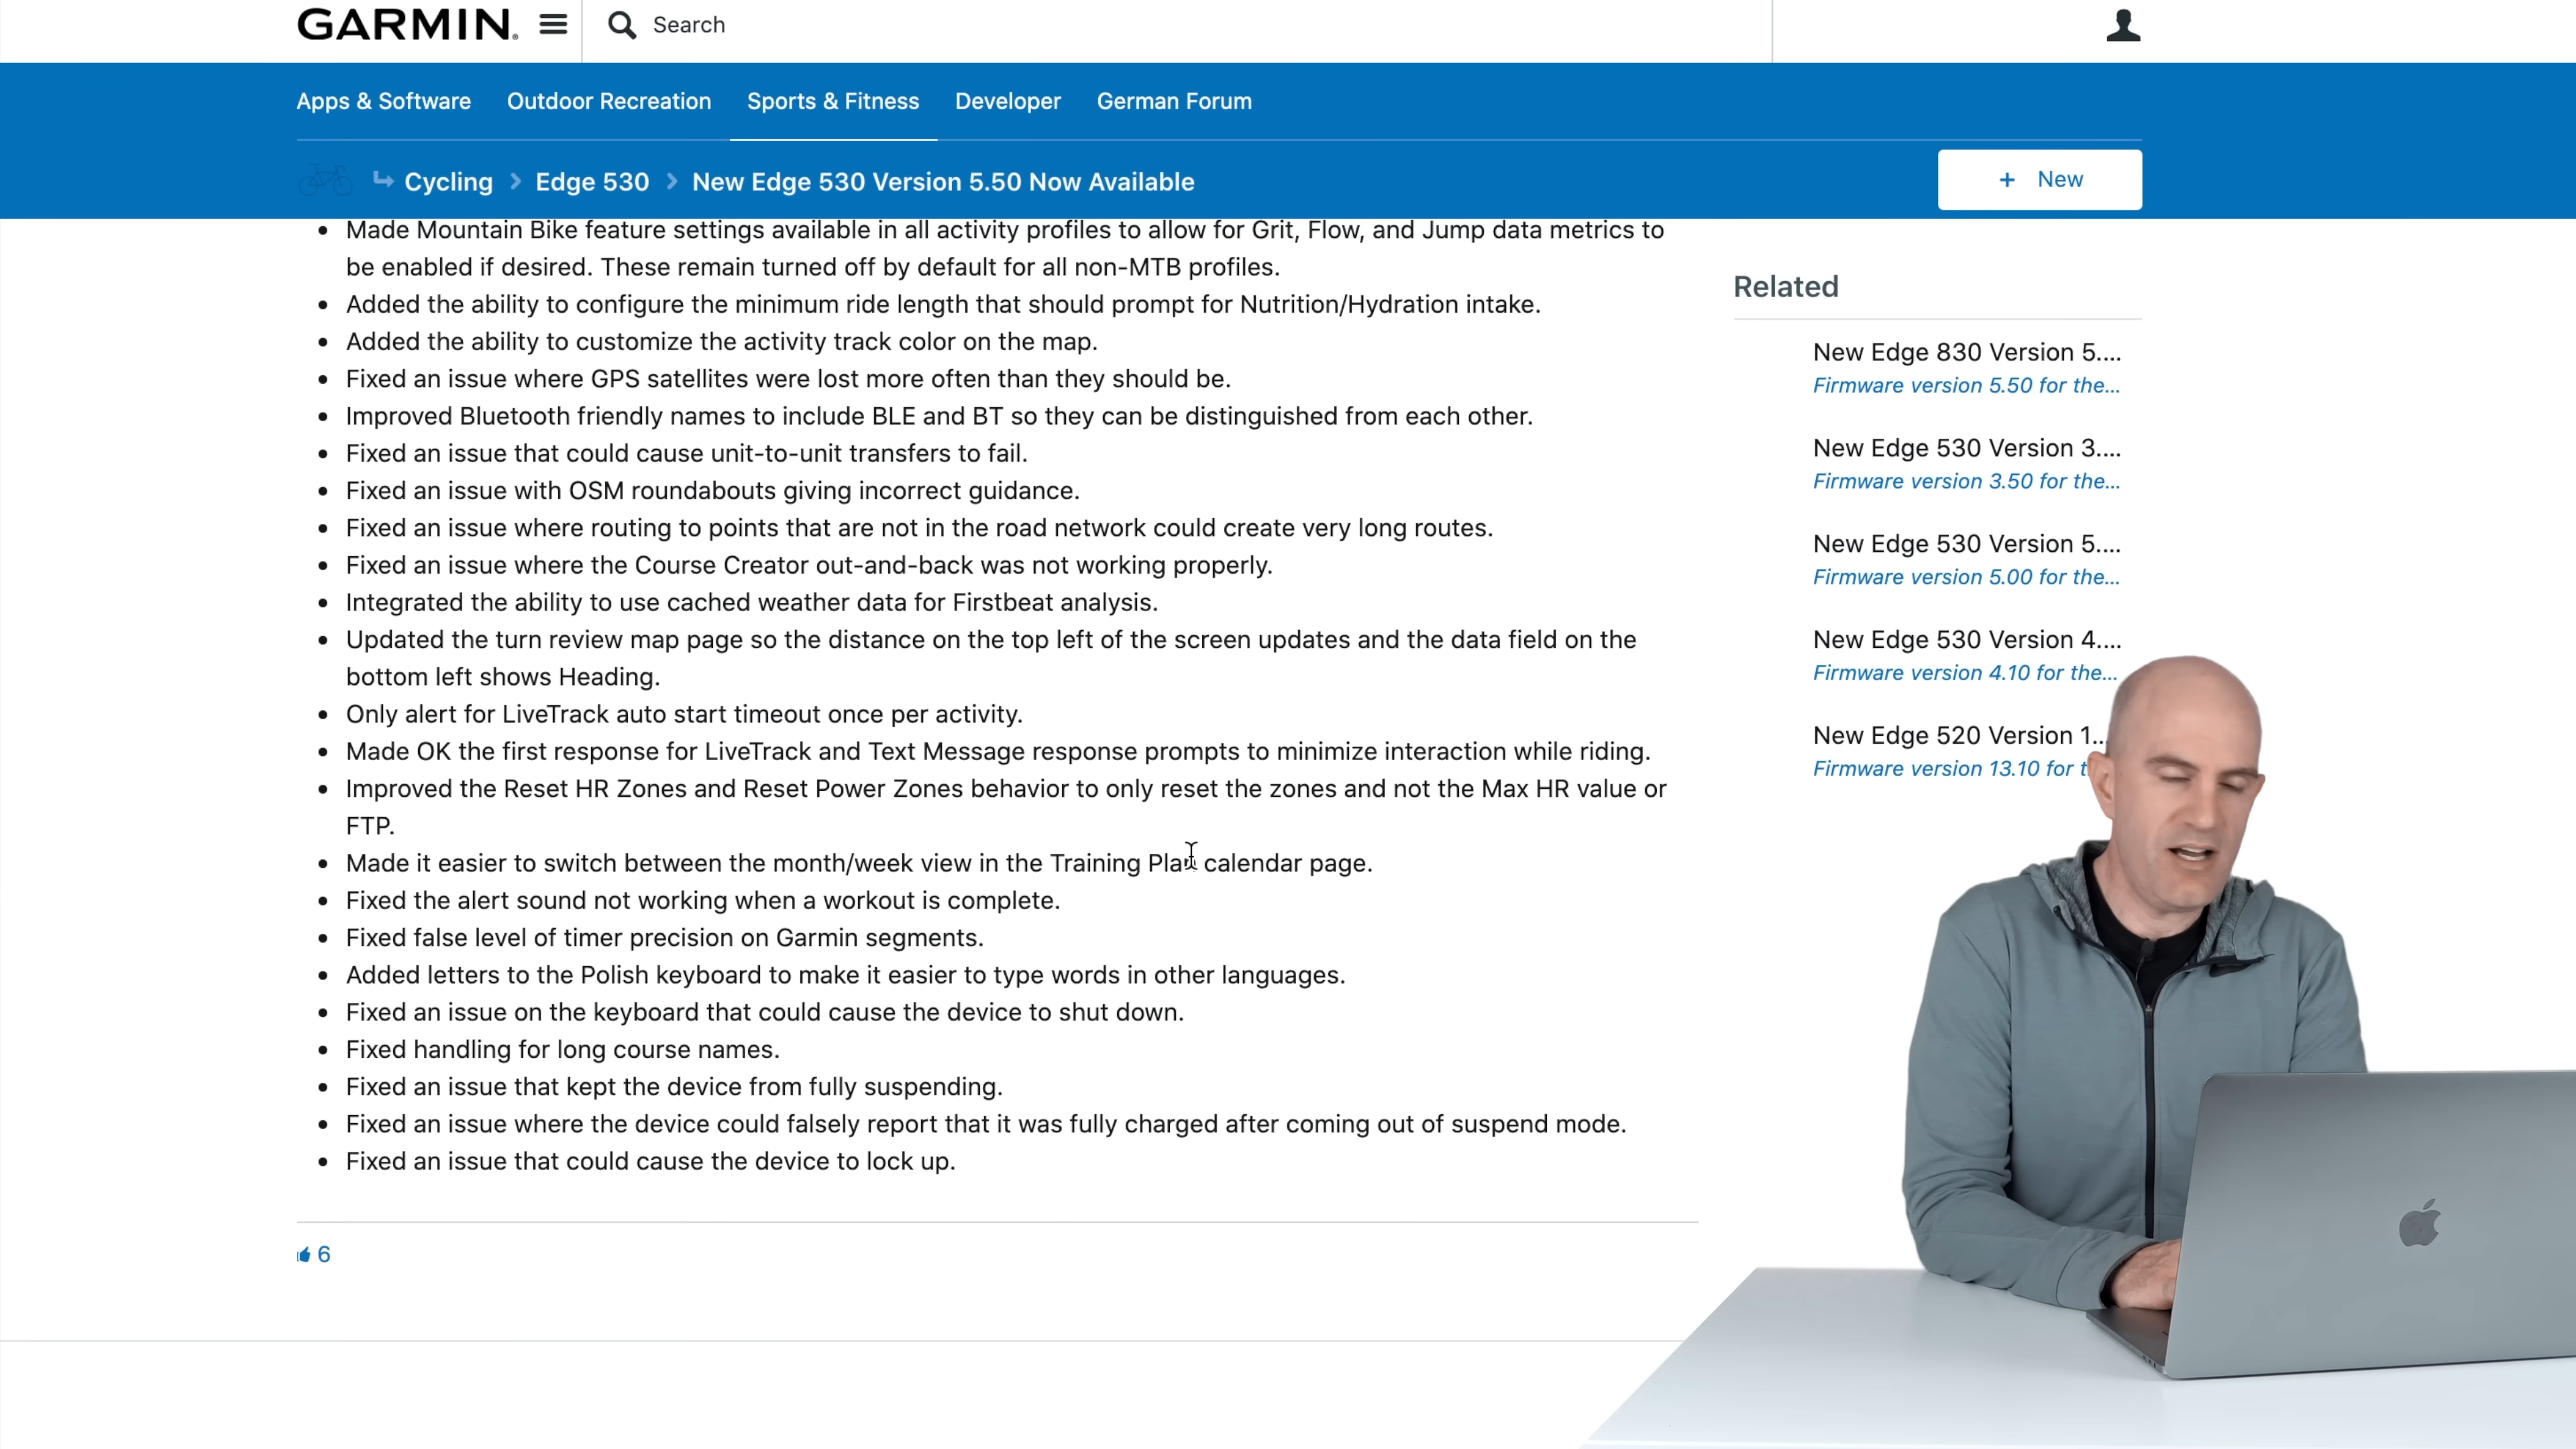 GARMIN.
Search
Apps & Software
Outdoor Recreation
Sports & Fitness
Developer
German Forum
Cycling
Edge 530
New Edge 530 Version 5.50 Now Available
+ New
• Made Mountain Bike feature settings available in all activity profiles to allow for Grit, Flow, and Jump data metrics to
be enabled if desired. These remain turned off by default for all non-MTB profiles.
• Added the ability to configure the minimum ride length that should prompt for Nutrition/Hydration intake.
• Added the ability to customize the activity track color on the map.
• Fixed an issue where GPS satellites were lost more often than they should be.
• Improved Bluetooth friendly names to include BLE and BT so they can be distinguished from each other.
• Fixed an issue that could cause unit-to-unit transfers to fail.
• Fixed an issue with OSM roundabouts giving incorrect guidance.
• Fixed an issue where routing to points that are not in the road network could create very long routes.
• Fixed an issue where the Course Creator out-and-back was not working properly.
• Integrated the ability to use cached weather data for Firstbeat analysis.
• Updated the turn review map page so the distance on the top left of the screen updates and the data field on the
bottom left shows Heading.
• Only alert for LiveTrack auto start timeout once per activity.
• Made OK the first response for LiveTrack and Text Message response prompts to minimize interaction while riding.
• Improved the Reset HR Zones and Reset Power Zones behavior to only reset the zones and not the Max HR value or
FTP.
• Made it easier to switch between the month/week view in the Training Plan calendar page.
• Fixed the alert sound not working when a workout is complete.
• Fixed false level of timer precision on Garmin segments.
• Added letters to the Polish keyboard to make it easier to type words in other languages.
• Fixed an issue on the keyboard that could cause the device to shut down.
• Fixed handling for long course names.
• Fixed an issue that kept the device from fully suspending.
• Fixed an issue where the device could falsely report that it was fully charged after coming out of suspend mode.
• Fixed an issue that could cause the device to lock up.
6
Related
New Edge 830 Version 5....
Firmware version 5.50 for the...
New Edge 530 Version 3....
Firmware version 3.50 for the...
New Edge 530 Version 5....
Firmware version 5.00 for the...
New Edge 530 Version 4....
Firmware version 4.10 for the...
New Edge 520 Version 1...
Firmware version 13.10 for